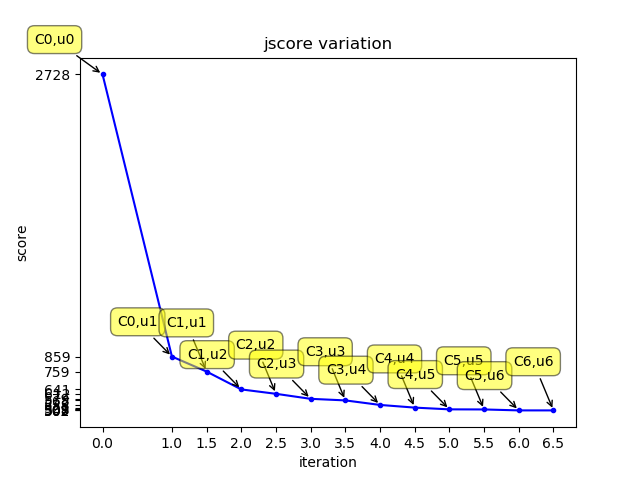 jscore variation
C0,u0
C0,u1
C1,u1
C1,u2
C2,u2
C2,u3
C3,u3
C3,u4
C4,u4
C4,u5
C5,u5
C5,u6
C6,u6
2728
859
759
641
score
0.0 1.0 1.5 2.0 2.5 3.0 3.5 4.0 4.5 5.0 5.5 6.0 6.5
iteration